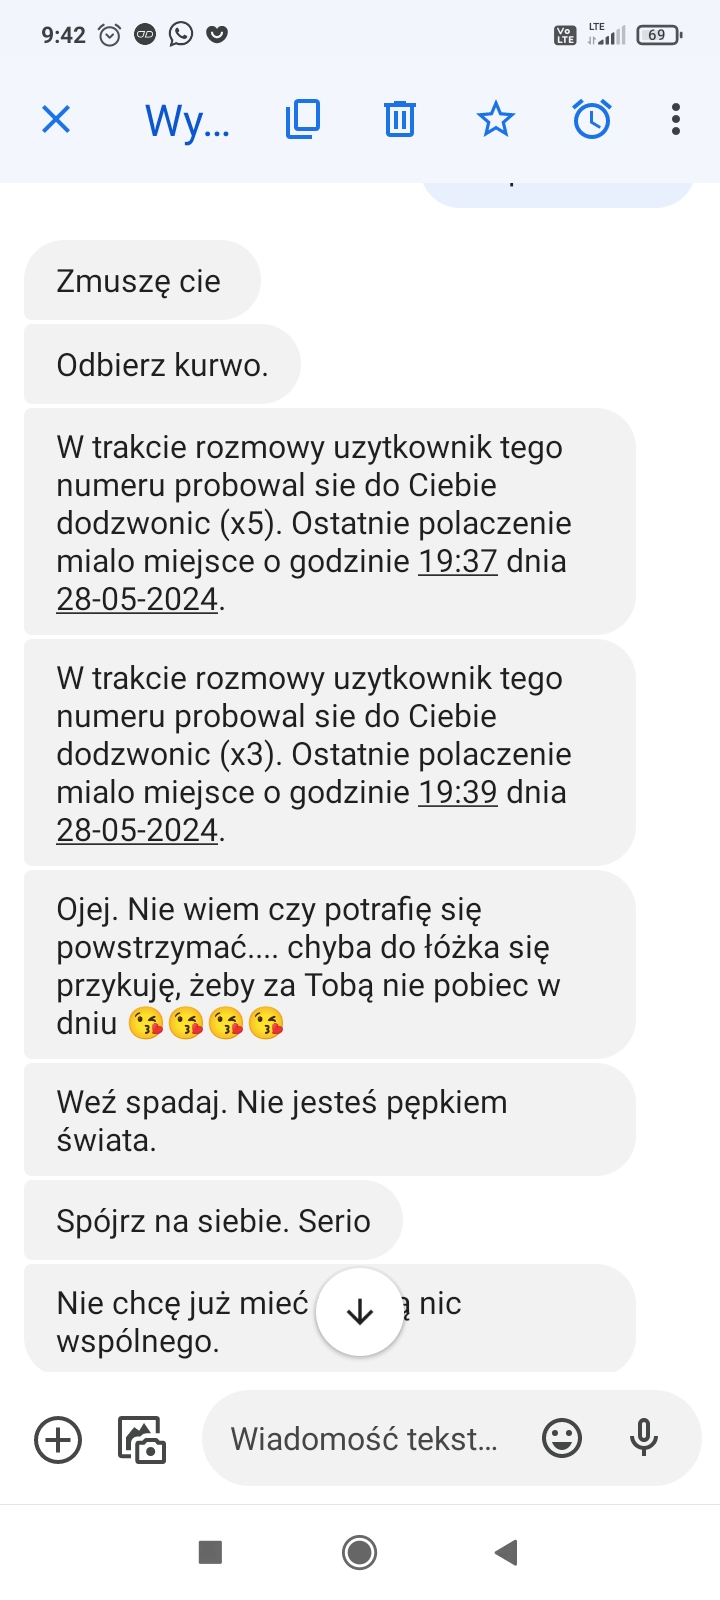 9:42
VoLTE
LTE
69
Wy...
Zmuszę cie
Odbierz kurwo.
W trakcie rozmowy uzytkownik tego
numeru probowal sie do Ciebie
dodzwonic (x5). Ostatnie polaczenie
mialo miejsce o godzinie 19:37 dnia
28-05-2024.
W trakcie rozmowy uzytkownik tego
numeru probowal sie do Ciebie
dodzwonic (x3). Ostatnie polaczenie
mialo miejsce o godzinie 19:39 dnia
28-05-2024.
Ojej. Nie wiem czy potrafię się
powstrzymać.... chyba do łóżka się
przykuję, żeby za Tobą nie pobiec w
dniu 😘😘😘😘
Weź spadaj. Nie jesteś pępkiem
świata.
Spójrz na siebie. Serio
Nie chcę już mieć nic
wspólnego.
Wiadomość tekst...